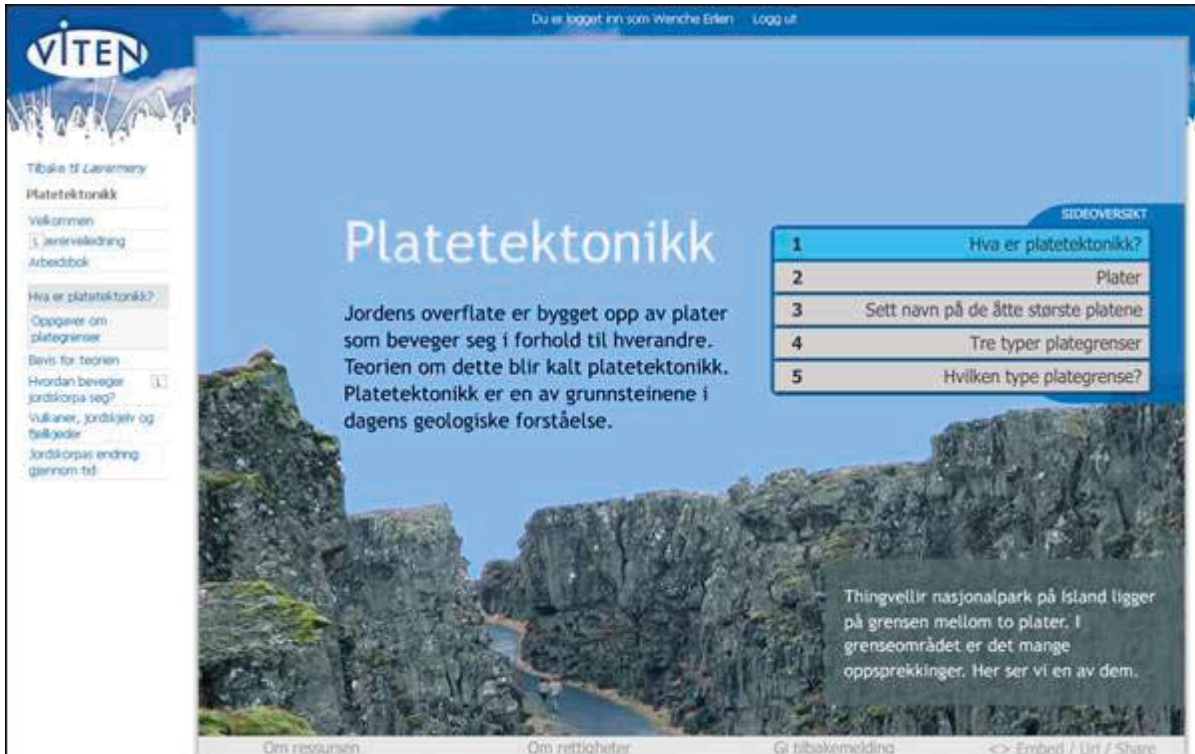 Du er logget inn som Wenche Erlien Logg ut
VITEN
Tilbake til Lærermeny
Platetektonikk
Velkommen
Lærerveiledning
Arbeidsbok
Hva er platetektonikk?
Oppgaver om
plategrenser
Bevis for teorien
Hvordan beveger L
jordskorpa seg?
Vulkaner, jordskjelv og
fjellkjeder
Jordskorpas endring
gjennom tid
Platetektonikk
Jordens overflate er bygget opp av plater
som beveger seg i forhold til hverandre.
Teorien om dette blir kalt platetektonikk.
Platetektonikk er en av grunnsteinene i
dagens geologiske forståelse.
SIDEOVERSIKT
1 Hva er platetektonikk?
2 Plater
3 Sett navn på de åtte største platene
4 Tre typer plategrenser
5 Hvilken type plategrense?
Thingvellir nasjonalpark på Island ligger
på grensen mellom to plater. I
grenseområdet er det mange
oppsprekkinger. Her ser vi en av dem.
Om ressursen Om rettigheter Gi tilbakemelding <> Embed / Url / Share